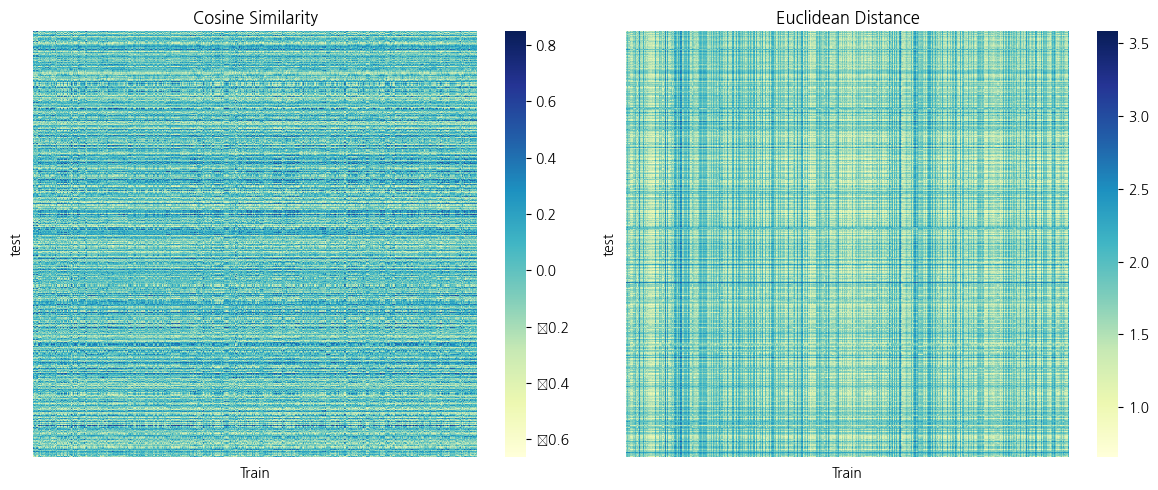 Cosine Similarity
0.8
0.6
0.4
0.2
0.0
□0.2
□0.4
□0.6
test
Train
Euclidean Distance
3.5
3.0
2.5
2.0
1.5
1.0
test
Train